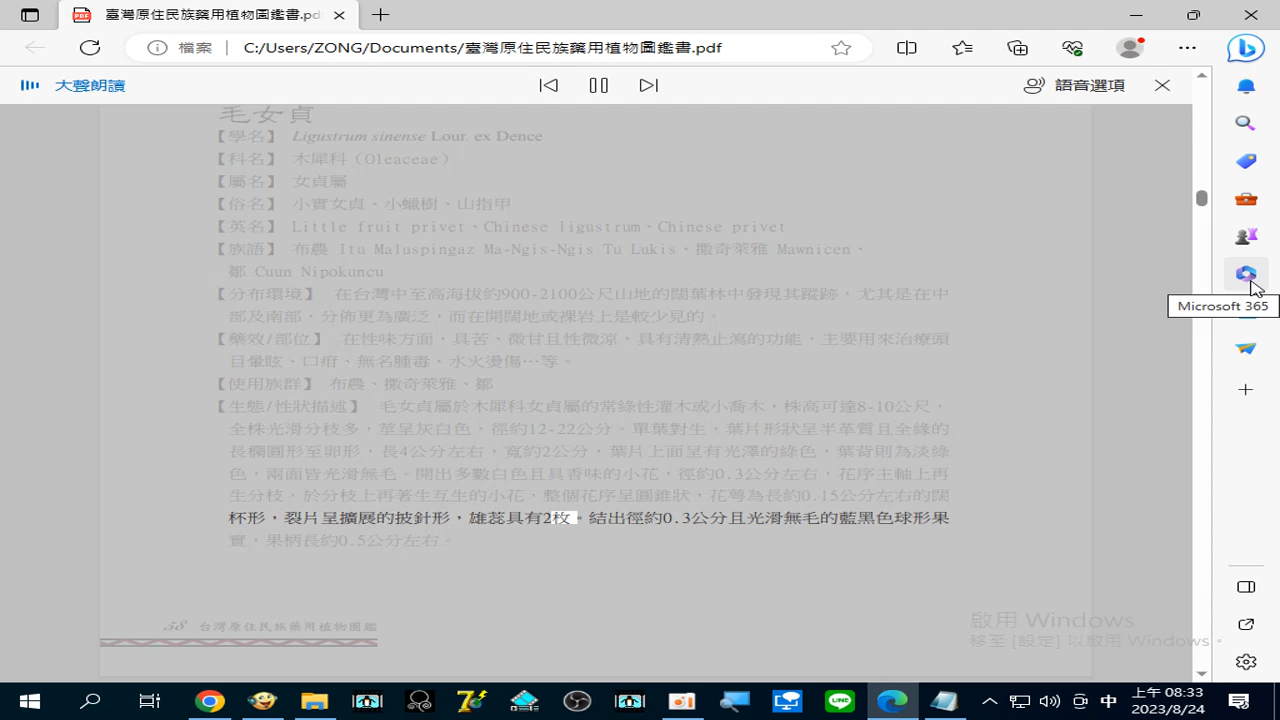 臺灣原住民族藥用植物圖鑑書.pdf
檔案
C:/Users/ZONG/Documents/臺灣原住民族藥用植物圖鑑書.pdf
大聲朗讀
語音選項
毛女貞
【學名】 Ligustrum sinense Lour. ex Dence
【科名】 木犀科（Oleaceae）
【屬名】 女貞屬
【俗名】 小實女貞、小蠟樹、山指甲
【英名】 Little fruit privet、Chinese ligustrum、Chinese privet
【族語】 布農 Itu Maluspingaz Ma-Ngis-Ngis Tu Lukis、撒奇萊雅 Mawnicen、
鄒 Cuun Nipokuncu
【分布環境】 在台灣中至高海拔約900-2100公尺山地的闊葉林中發現其蹤跡，尤其是在中
部及南部，分佈更為廣泛，而在開闊地或裸岩上是較少見的。
【藥效/部位】 在性味方面，具苦、微甘且性微涼，具有清熱止瀉的功能，主要用來治療頭
目暈眩、口疳、無名腫毒、水火燙傷…等。
【使用族群】 布農、撒奇萊雅、鄒
【生態/性狀描述】 毛女貞屬於木犀科女貞屬的常綠性灌木或小喬木，株高可達8-10公尺，
全株光滑分枝多，莖呈灰白色，徑約12-22公分。單葉對生，葉片形狀呈半革質且全緣的
長橢圓形至卵形，長4公分左右，寬約2公分，葉片上面呈有光澤的綠色，葉背則為淡綠
色，兩面皆光滑無毛。開出多數白色且具香味的小花，徑約0.3公分左右，花序主軸上再
生分枝，於分枝上再著生互生的小花，整個花序呈圓錐狀，花萼為長約0.15公分左右的闊
杯形，裂片呈擴展的披針形，雄蕊具有2枚。結出徑約0.3公分且光滑無毛的藍黑色球形果
實，果柄長約0.5公分左右。
58 台灣原住民族藥用植物圖鑑
Microsoft 365
啟用 Windows
移至 [設定] 以啟用 Windows。
中
上午 08:33
2023/8/24
LINE